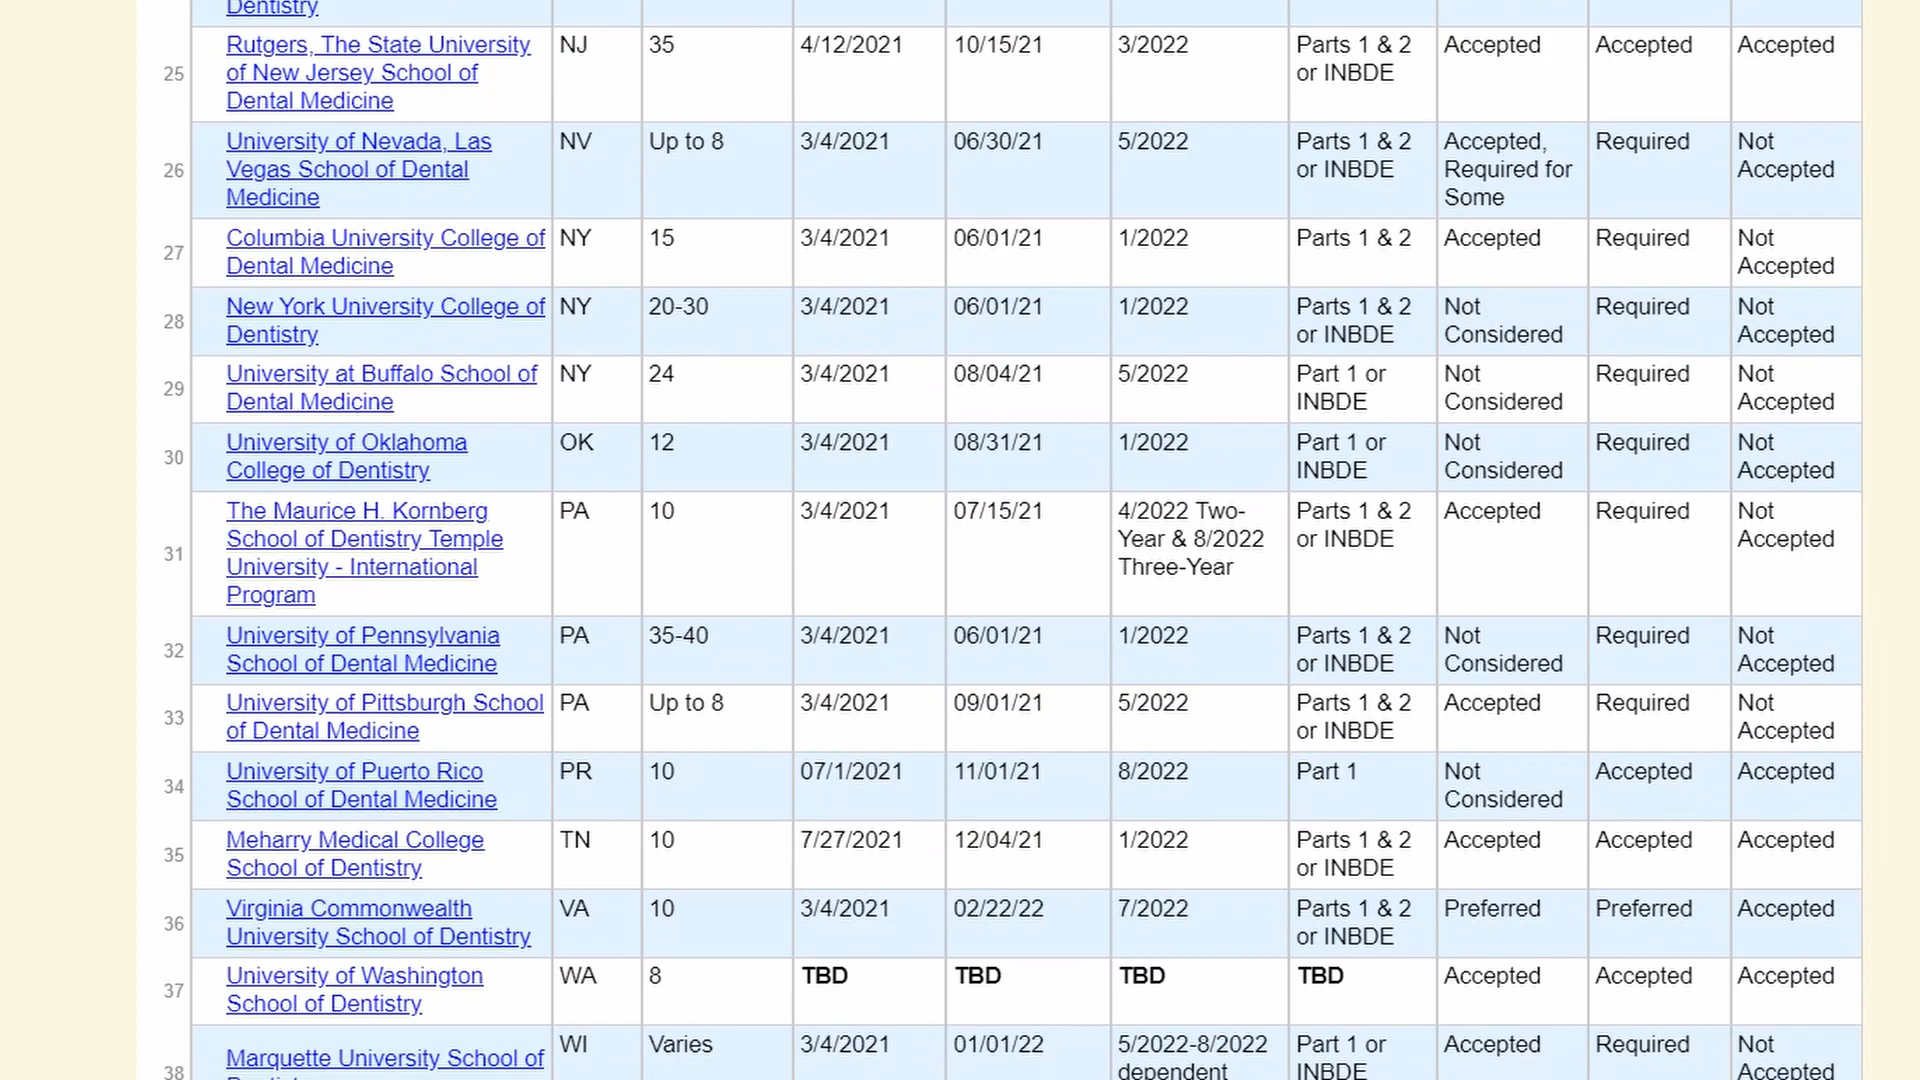 Dentistry
25 Rutgers, The State University of New Jersey School of Dental Medicine NJ 35 4/12/2021 10/15/21 3/2022 Parts 1 & 2 or INBDE Accepted Accepted Accepted
26 University of Nevada, Las Vegas School of Dental Medicine NV Up to 8 3/4/2021 06/30/21 5/2022 Parts 1 & 2 or INBDE Accepted, Required for Some Required Not Accepted
27 Columbia University College of Dental Medicine NY 15 3/4/2021 06/01/21 1/2022 Parts 1 & 2 Accepted Required Not Accepted
28 New York University College of Dentistry NY 20-30 3/4/2021 06/01/21 1/2022 Parts 1 & 2 or INBDE Not Considered Required Not Accepted
29 University at Buffalo School of Dental Medicine NY 24 3/4/2021 08/04/21 5/2022 Part 1 or INBDE Not Considered Required Not Accepted
30 University of Oklahoma College of Dentistry OK 12 3/4/2021 08/31/21 1/2022 Part 1 or INBDE Not Considered Required Not Accepted
31 The Maurice H. Kornberg School of Dentistry Temple University - International Program PA 10 3/4/2021 07/15/21 4/2022 Two-Year & 8/2022 Three-Year Parts 1 & 2 or INBDE Accepted Required Not Accepted
32 University of Pennsylvania School of Dental Medicine PA 35-40 3/4/2021 06/01/21 1/2022 Parts 1 & 2 or INBDE Not Considered Required Not Accepted
33 University of Pittsburgh School of Dental Medicine PA Up to 8 3/4/2021 09/01/21 5/2022 Parts 1 & 2 or INBDE Accepted Required Not Accepted
34 University of Puerto Rico School of Dental Medicine PR 10 07/1/2021 11/01/21 8/2022 Part 1 Not Considered Accepted Accepted
35 Meharry Medical College School of Dentistry TN 10 7/27/2021 12/04/21 1/2022 Parts 1 & 2 or INBDE Accepted Accepted Accepted
36 Virginia Commonwealth University School of Dentistry VA 10 3/4/2021 02/22/22 7/2022 Parts 1 & 2 or INBDE Preferred Preferred Accepted
37 University of Washington School of Dentistry WA 8 TBD TBD TBD TBD Accepted Accepted Accepted
38 Marquette University School of WI Varies 3/4/2021 01/01/22 5/2022-8/2022 dependent Part 1 or INBDE Accepted Required Not Accepted